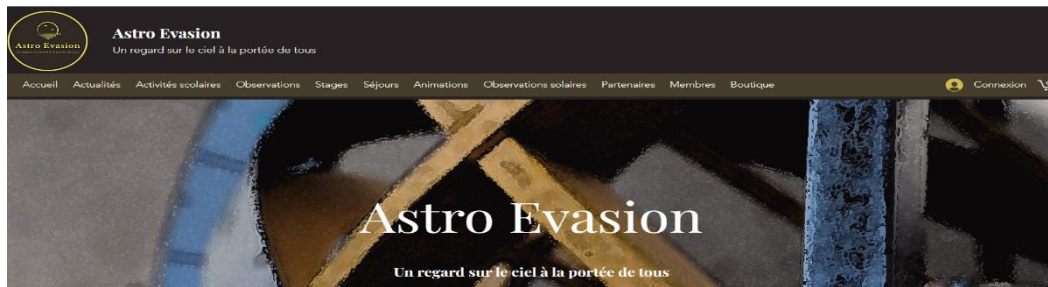 Astro Evasion
Astro Evasion
Un regard sur le ciel à la portée de tous
Accueil Actualités Activités scolaires Observations Stages Séjours Animations Observations solaires Partenaires Membres Boutique Connexion
Astro Evasion
Un regard sur le ciel à la portée de tous